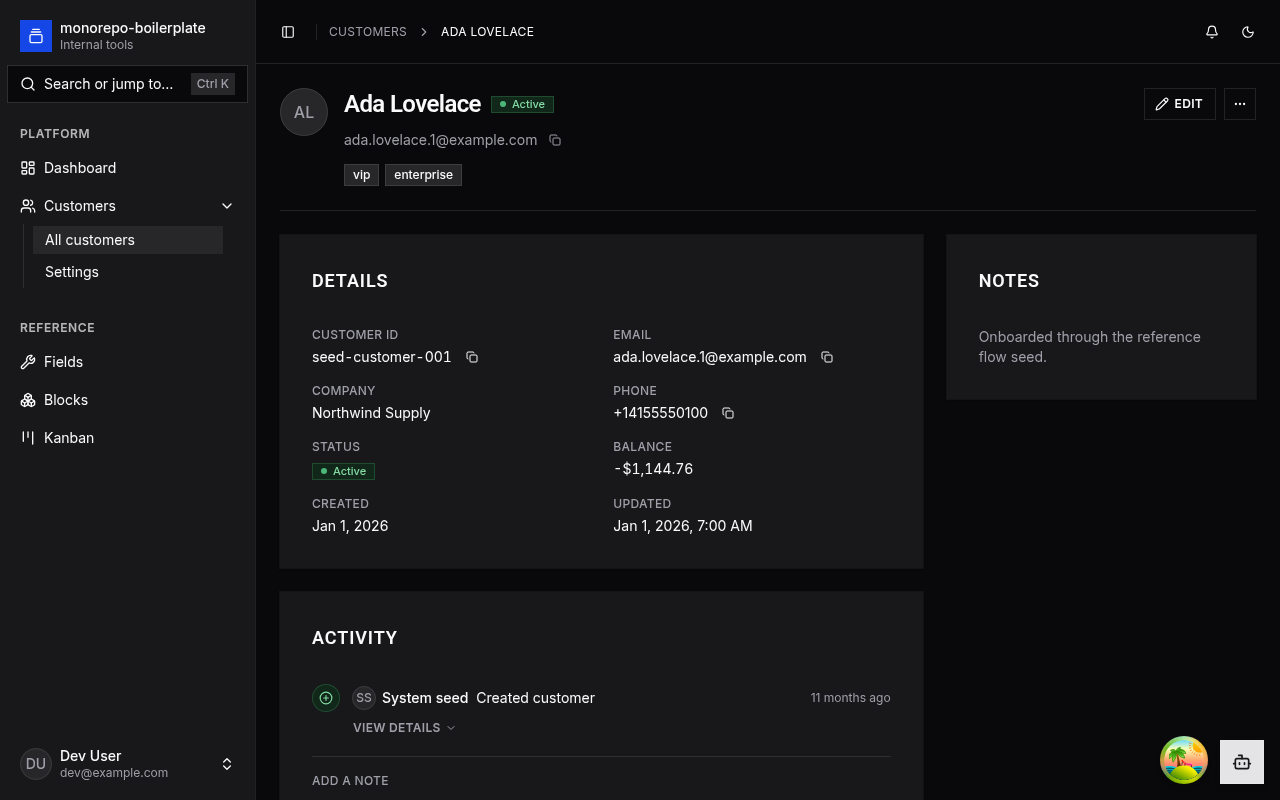 monorepo-boilerplate
Internal tools
Search or jump to...
Ctrl K
PLATFORM
Dashboard
Customers
All customers
Settings
REFERENCE
Fields
Blocks
Kanban
DU
Dev User
dev@example.com
CUSTOMERS
ADA LOVELACE
AL
Ada Lovelace
Active
ada.lovelace.1@example.com
vip
enterprise
EDIT
DETAILS
CUSTOMER ID
seed-customer-001
EMAIL
ada.lovelace.1@example.com
COMPANY
Northwind Supply
PHONE
+14155550100
STATUS
Active
BALANCE
-$1,144.76
CREATED
Jan 1, 2026
UPDATED
Jan 1, 2026, 7:00 AM
NOTES
Onboarded through the reference
flow seed.
ACTIVITY
SS
System seed Created customer
11 months ago
VIEW DETAILS
ADD A NOTE